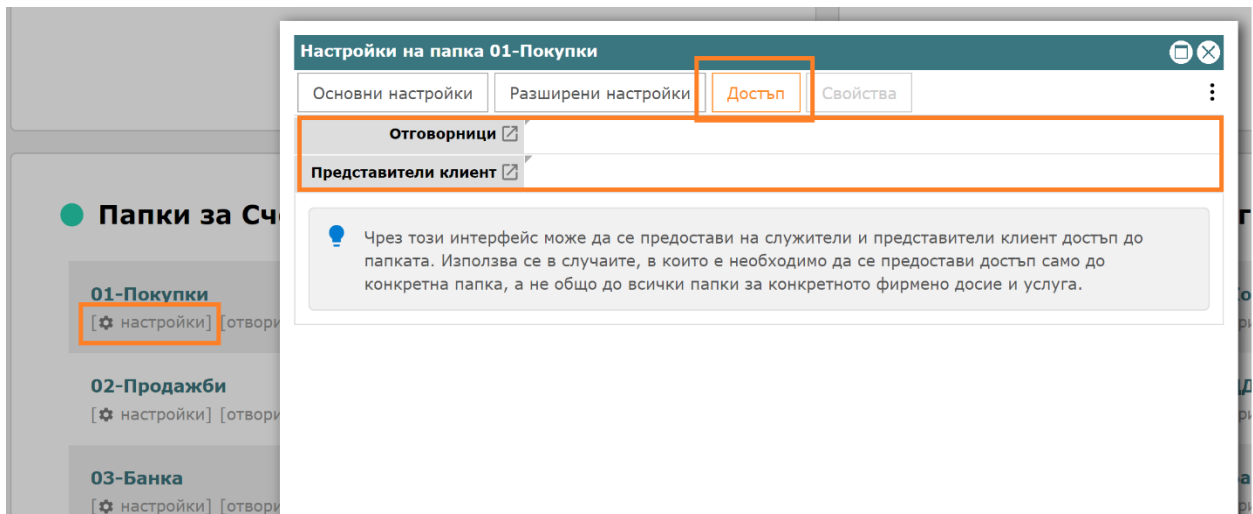 Настройки на папка 01-Покупки
Основни настройки Разширени настройки Достъп Свойства
Отговорници
Представители клиент
Чрез този интерфейс може да се предостави на служители и представители клиент достъп до
папката. Използва се в случаите, в които е необходимо да се предостави достъп само до
конкретна папка, а не общо до всички папки за конкретното фирмено досие и услуга.
Папки за Сч
01-Покупки
[настройки] [отвори
02-Продажби
[настройки] [отвори
03-Банка
[настройки] [отвори